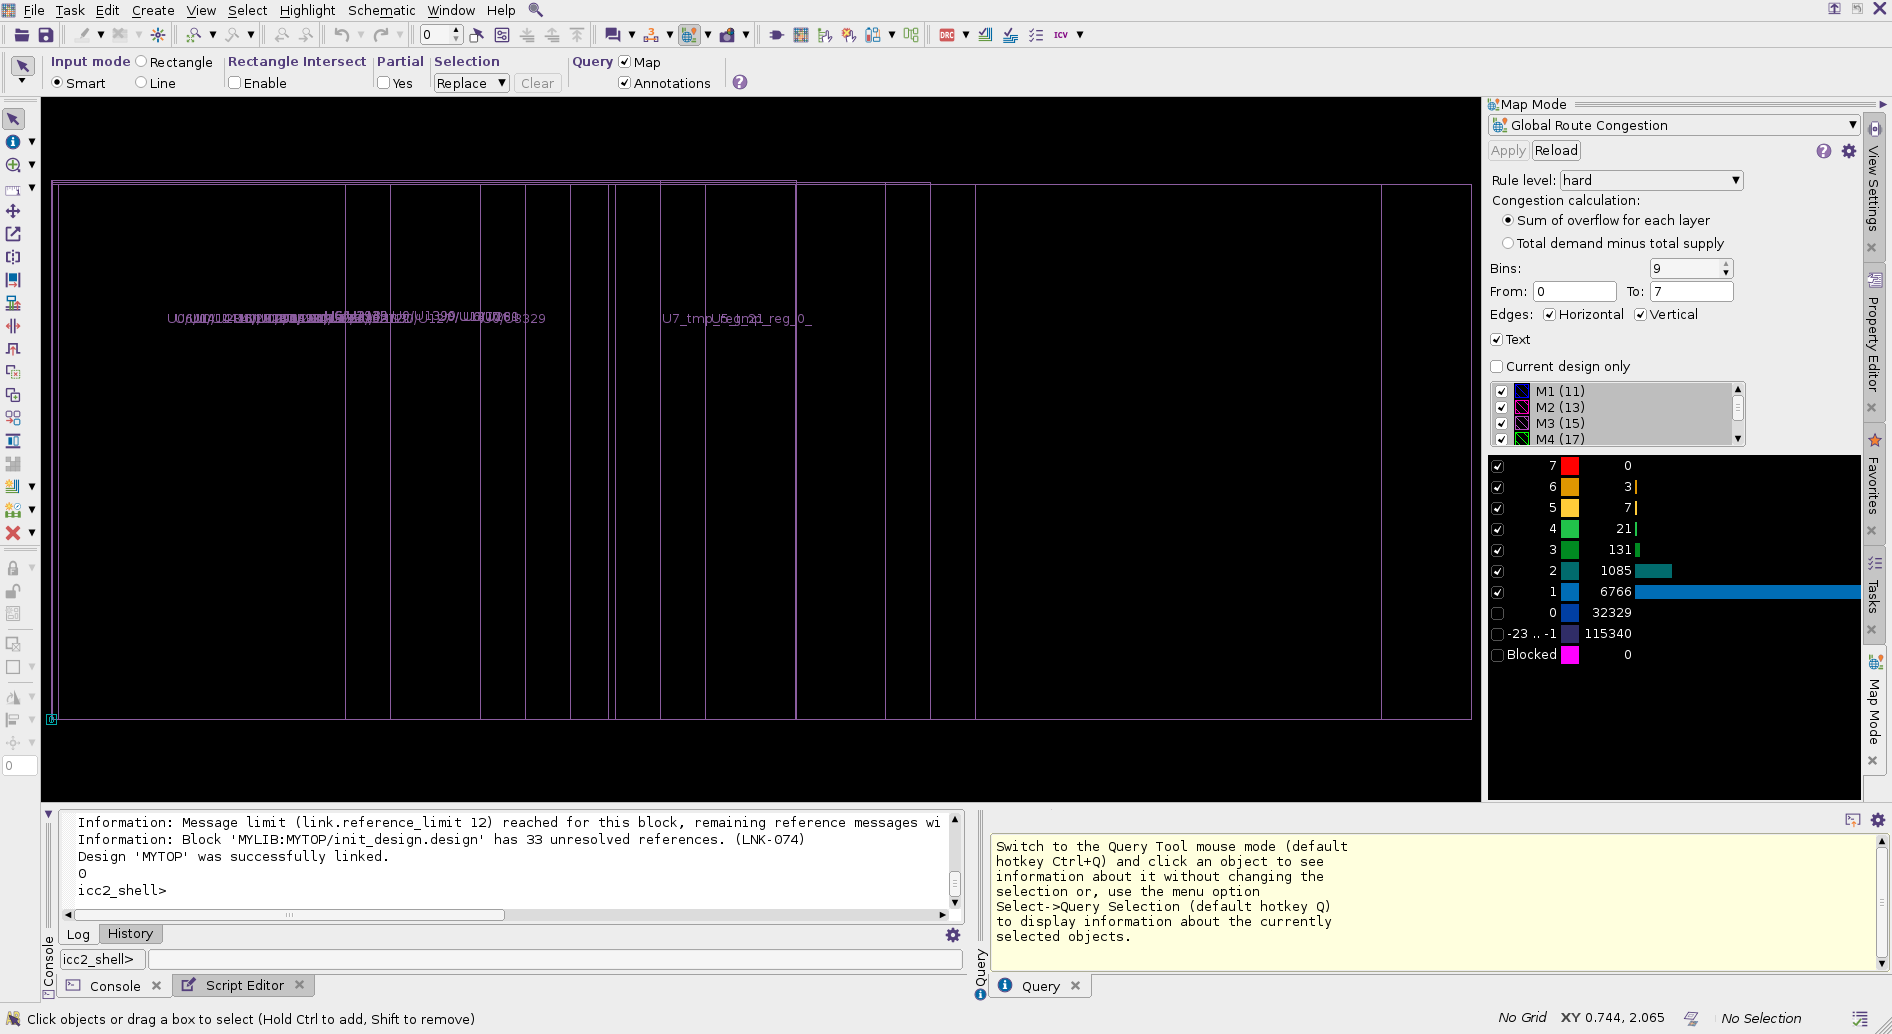 File Task Edit Create View Select Highlight Schematic Window Help
0
DRC
ICV
Input mode Rectangle Rectangle Intersect Partial Selection Query Map
Smart Line Enable Yes Replace Clear Annotations
Map Mode
Global Route Congestion
Apply Reload
Rule level: hard
Congestion calculation:
Sum of overflow for each layer
Total demand minus total supply
Bins: 9
From: 0 To: 7
Edges: Horizontal Vertical
Text
Current design only
M1 (11)
M2 (13)
M3 (15)
M4 (17)
7 0
6 3
5 7
4 21
3 131
2 1085
1 6766
0 32329
-23 .. -1 115340
Blocked 0
View Settings
Property Editor
Favorites
Tasks
Map Mode
0
Information: Message limit (link.reference_limit 12) reached for this block, remaining reference messages wi
Information: Block 'MYLIB:MYTOP/init_design.design' has 33 unresolved references. (LNK-074)
Design 'MYTOP' was successfully linked.
0
icc2_shell>
Log History
icc2_shell>
Console
Console Script Editor
Switch to the Query Tool mouse mode (default
hotkey Ctrl+Q) and click an object to see
information about it without changing the
selection or, use the menu option
Select->Query Selection (default hotkey Q)
to display information about the currently
selected objects.
Query
Query
Click objects or drag a box to select (Hold Ctrl to add, Shift to remove)
No Grid XY 0.744, 2.065 No Selection